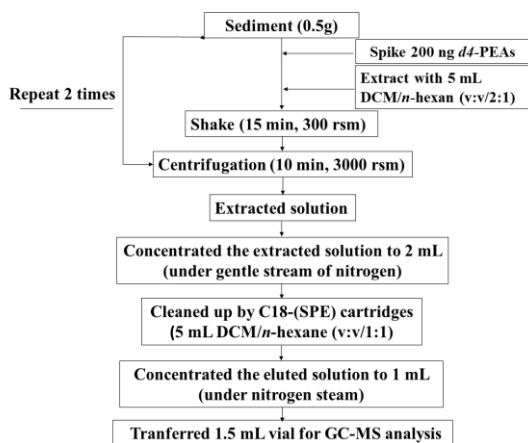 Sediment (0.5g)
Spike 200 ng d4-PEAs
Extract with 5 mL
DCM/n-hexan (v:v/2:1)
Repeat 2 times
Shake (15 min, 300 rsm)
Centrifugation (10 min, 3000 rsm)
Extracted solution
Concentrated the extracted solution to 2 mL
(under gentle stream of nitrogen)
Cleaned up by C18-(SPE) cartridges
(5 mL DCM/n-hexane (v:v/1:1)
Concentrated the eluted solution to 1 mL
(under nitrogen steam)
Tranferred 1.5 mL vial for GC-MS analysis